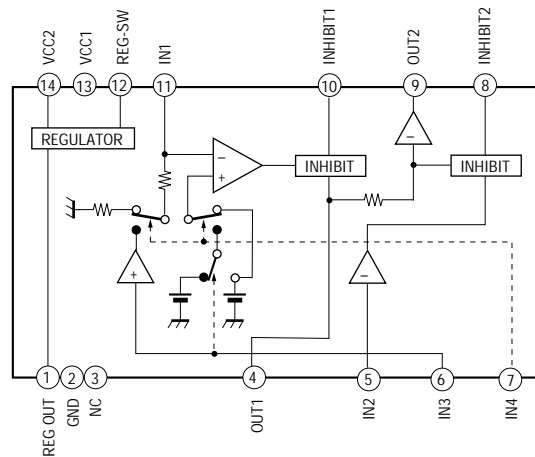 VCC2
VCC1
REG-SW
IN1
INHIBIT1
OUT2
INHIBIT2
14
13
12
11
10
9
8
REGULATOR
−
+
INHIBIT
INHIBIT
+
−
1
2
3
4
5
6
7
REG OUT
GND
NC
OUT1
IN2
IN3
IN4